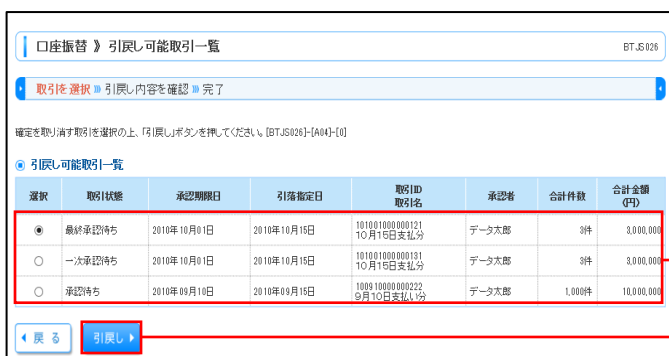 口座振替 》 引戻し可能取引一覧 BTJS026
取引を選択 ⋙ 引戻し内容を確認 ⋙ 完了
確定を取り消す取引を選択の上、「引戻し」ボタンを押してください。[BTJS026]-[A04]-[0]
引戻し可能取引一覧
選択 取引状態 承認期限日 引落指定日 取引ID 承認者 合計件数 合計金額
取引名 (円)
最終承認待ち 2010年10月01日 2010年10月15日 101001000000121 データ太郎 3件 3,000,000
10月15日支払分
一次承認待ち 2010年10月01日 2010年10月15日 101001000000131 データ太郎 3件 3,000,000
10月15日支払分
承認待ち 2010年09月10日 2010年09月15日 100910000000222 データ太郎 1,000件 10,000,000
9月10日支払い分
戻 る 引戻し